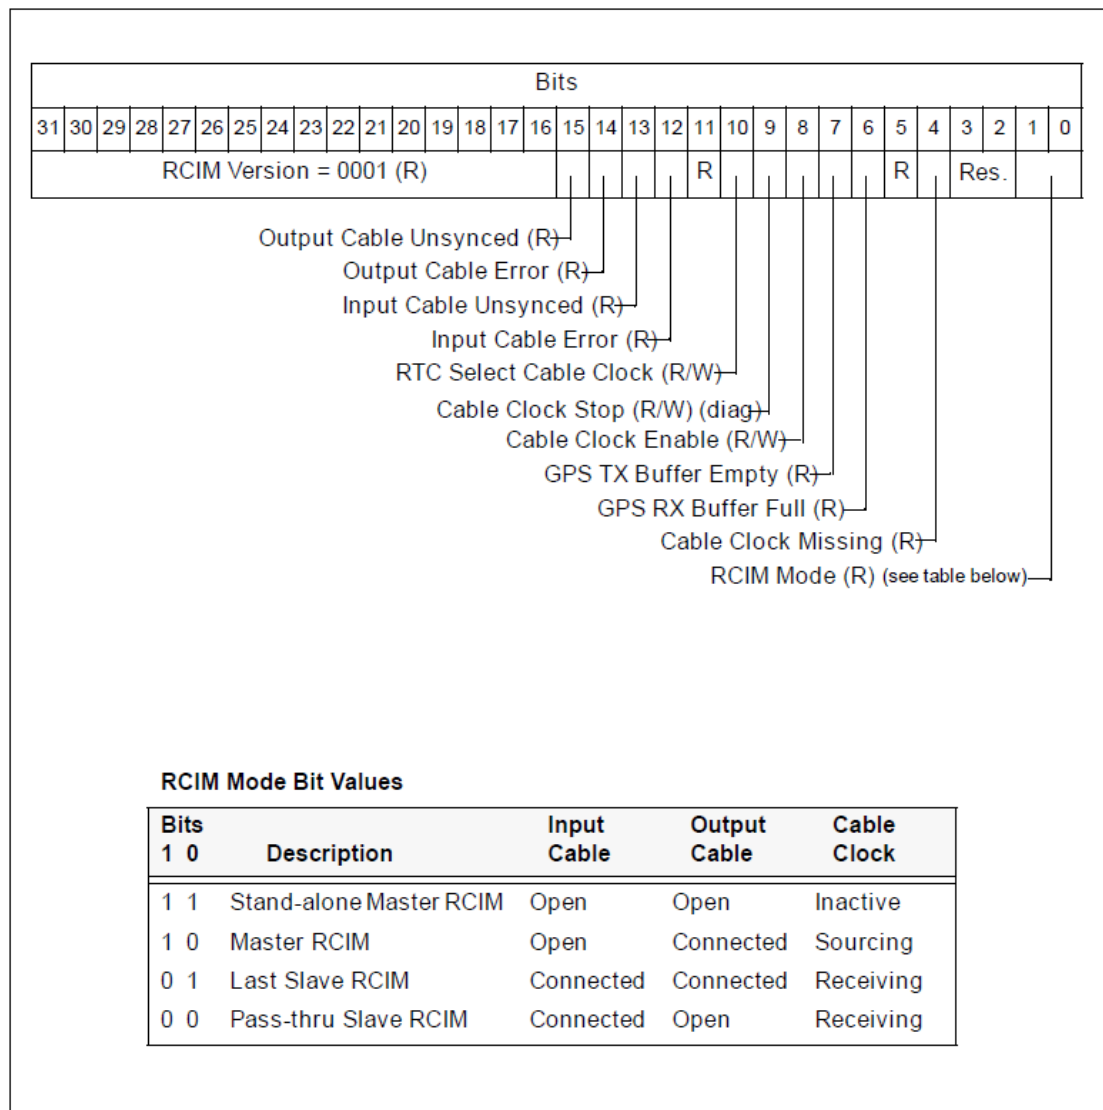 Bits
31 30 29 28 27 26 25 24 23 22 21 20 19 18 17 16 15 14 13 12 11 10 9 8 7 6 5 4 3 2 1 0
RCIM Version = 0001 (R) R R Res.
Output Cable Unsynced (R)
Output Cable Error (R)
Input Cable Unsynced (R)
Input Cable Error (R)
RTC Select Cable Clock (R/W)
Cable Clock Stop (R/W) (diag)
Cable Clock Enable (R/W)
GPS TX Buffer Empty (R)
GPS RX Buffer Full (R)
Cable Clock Missing (R)
RCIM Mode (R) (see table below)
RCIM Mode Bit Values
Bits Input Output Cable
1 0 Description Cable Cable Clock
1 1 Stand-alone Master RCIM Open Open Inactive
1 0 Master RCIM Open Connected Sourcing
0 1 Last Slave RCIM Connected Connected Receiving
0 0 Pass-thru Slave RCIM Connected Open Receiving